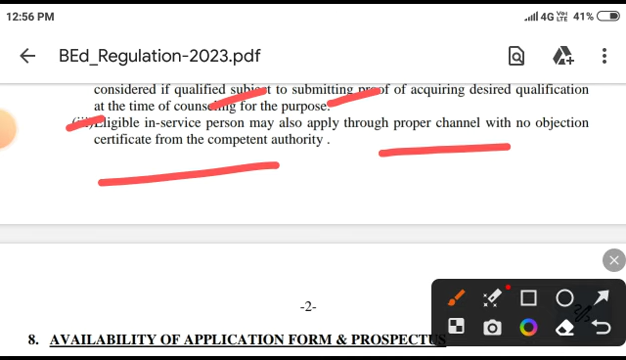 12:56 PM 4G VoLTE 41%
BEd_Regulation-2023.pdf
considered if qualified subject to submitting proof of acquiring desired qualification
at the time of counseling for the purpose.
Eligible in-service person may also apply through proper channel with no objection
certificate from the competent authority .
-2-
8. AVAILABILITY OF APPLICATION FORM & PROSPECTUS